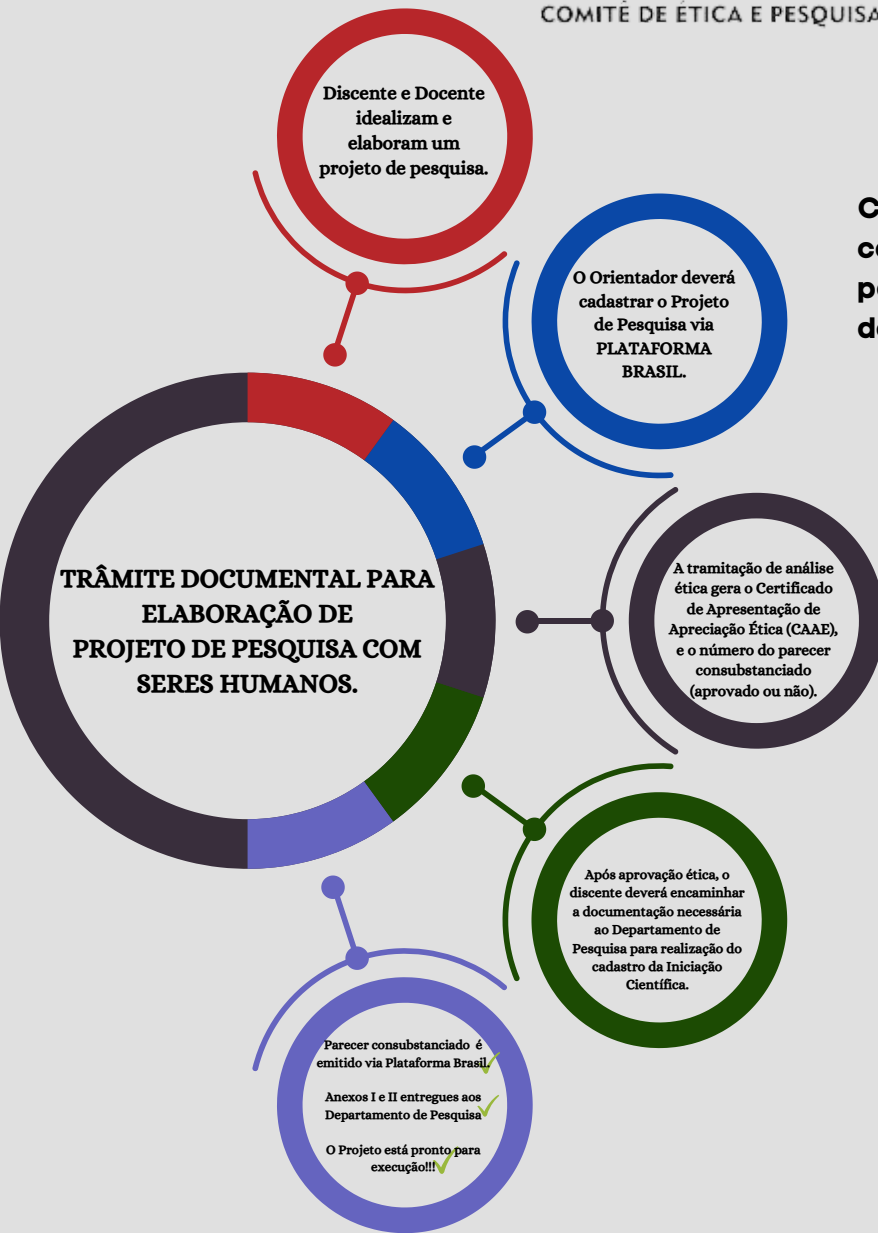 COMITÊ DE ÉTICA E PESQUISA
Discente e Docente
idealizam e
elaboram um
projeto de pesquisa.
O Orientador deverá
cadastrar o Projeto
de Pesquisa via
PLATAFORMA
BRASIL.
TRÂMITE DOCUMENTAL PARA
ELABORAÇÃO DE
PROJETO DE PESQUISA COM
SERES HUMANOS.
A tramitação de análise
ética gera o Certificado
de Apresentação de
Apreciação Ética (CAAE),
e o número do parecer
consubstanciado
(aprovado ou não).
Após aprovação ética, o
discente deverá encaminhar
a documentação necessária
ao Departamento de
Pesquisa para realização do
cadastro da Iniciação
Científica.
Parecer consubstanciado é
emitido via Plataforma Brasil.
Anexos I e II entregues aos
Departamento de Pesquisa
O Projeto está pronto para
execução!!!